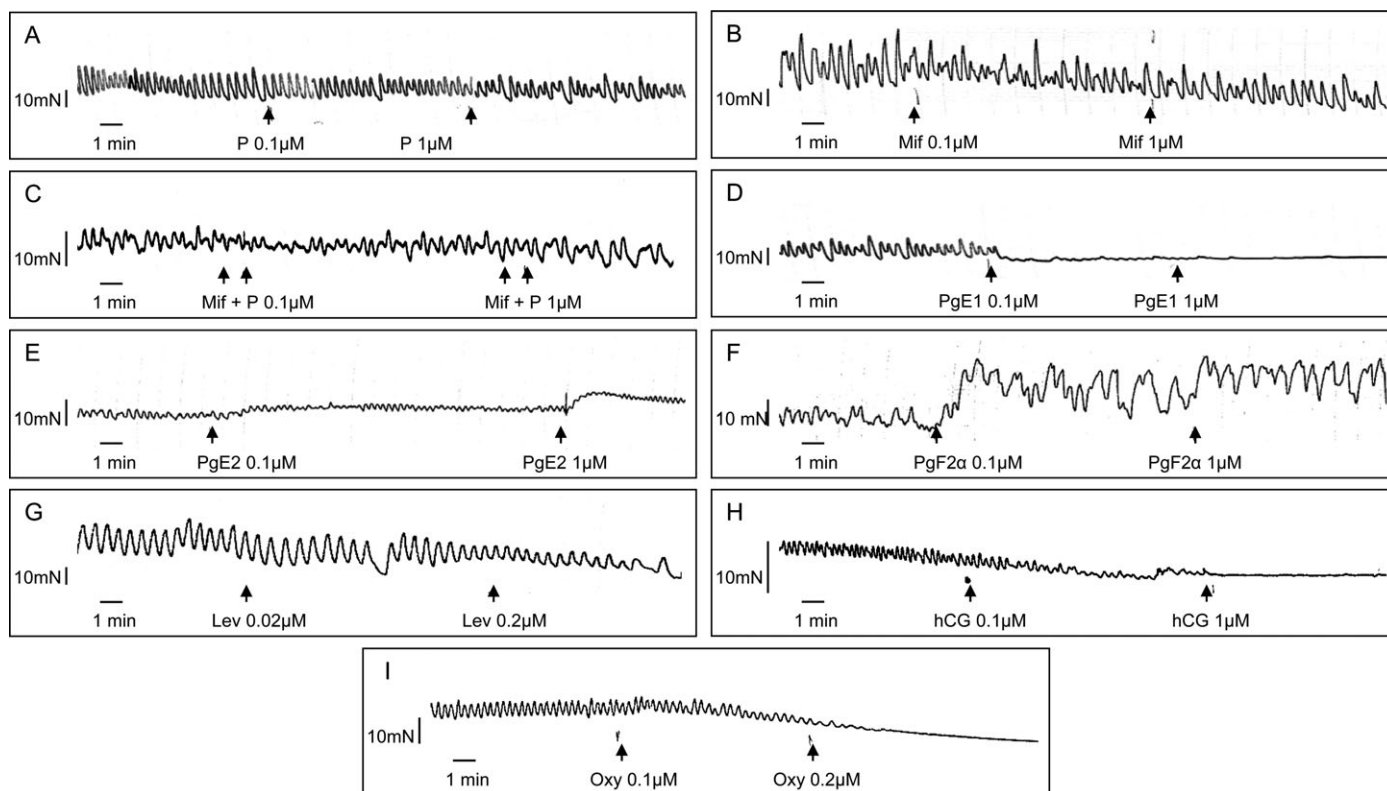 A
10mN
1 min
P 0.1µM
P 1µM
B
10mN
1 min
Mif 0.1µM
Mif 1µM
C
10mN
1 min
Mif + P 0.1µM
Mif + P 1µM
D
10mN
1 min
PgE1 0.1µM
PgE1 1µM
E
10mN
1 min
PgE2 0.1µM
PgE2 1µM
F
10 mN
1 min
PgF2α 0.1µM
PgF2α 1µM
G
10mN
1 min
Lev 0.02µM
Lev 0.2µM
H
10mN
1 min
hCG 0.1µM
hCG 1µM
I
10mN
1 min
Oxy 0.1µM
Oxy 0.2µM